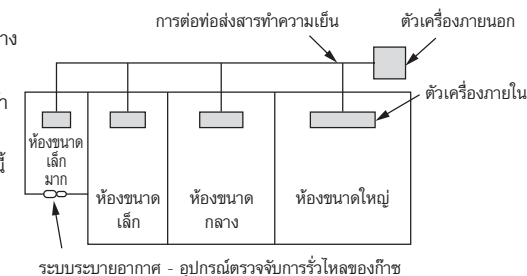 การต่อท่อส่งสารทำความเย็น
ตัวเครื่องภายนอก
าง
ตัวเครื่องภายใน
ก้า
นี้
ห้องขนาด
เล็ก
มาก
ห้องขนาด
เล็ก
ห้องขนาด
กลาง
ห้องขนาดใหญ่
ระบบระบายอากาศ - อุปกรณ์ตรวจจับการรั่วไหลของก๊าซ